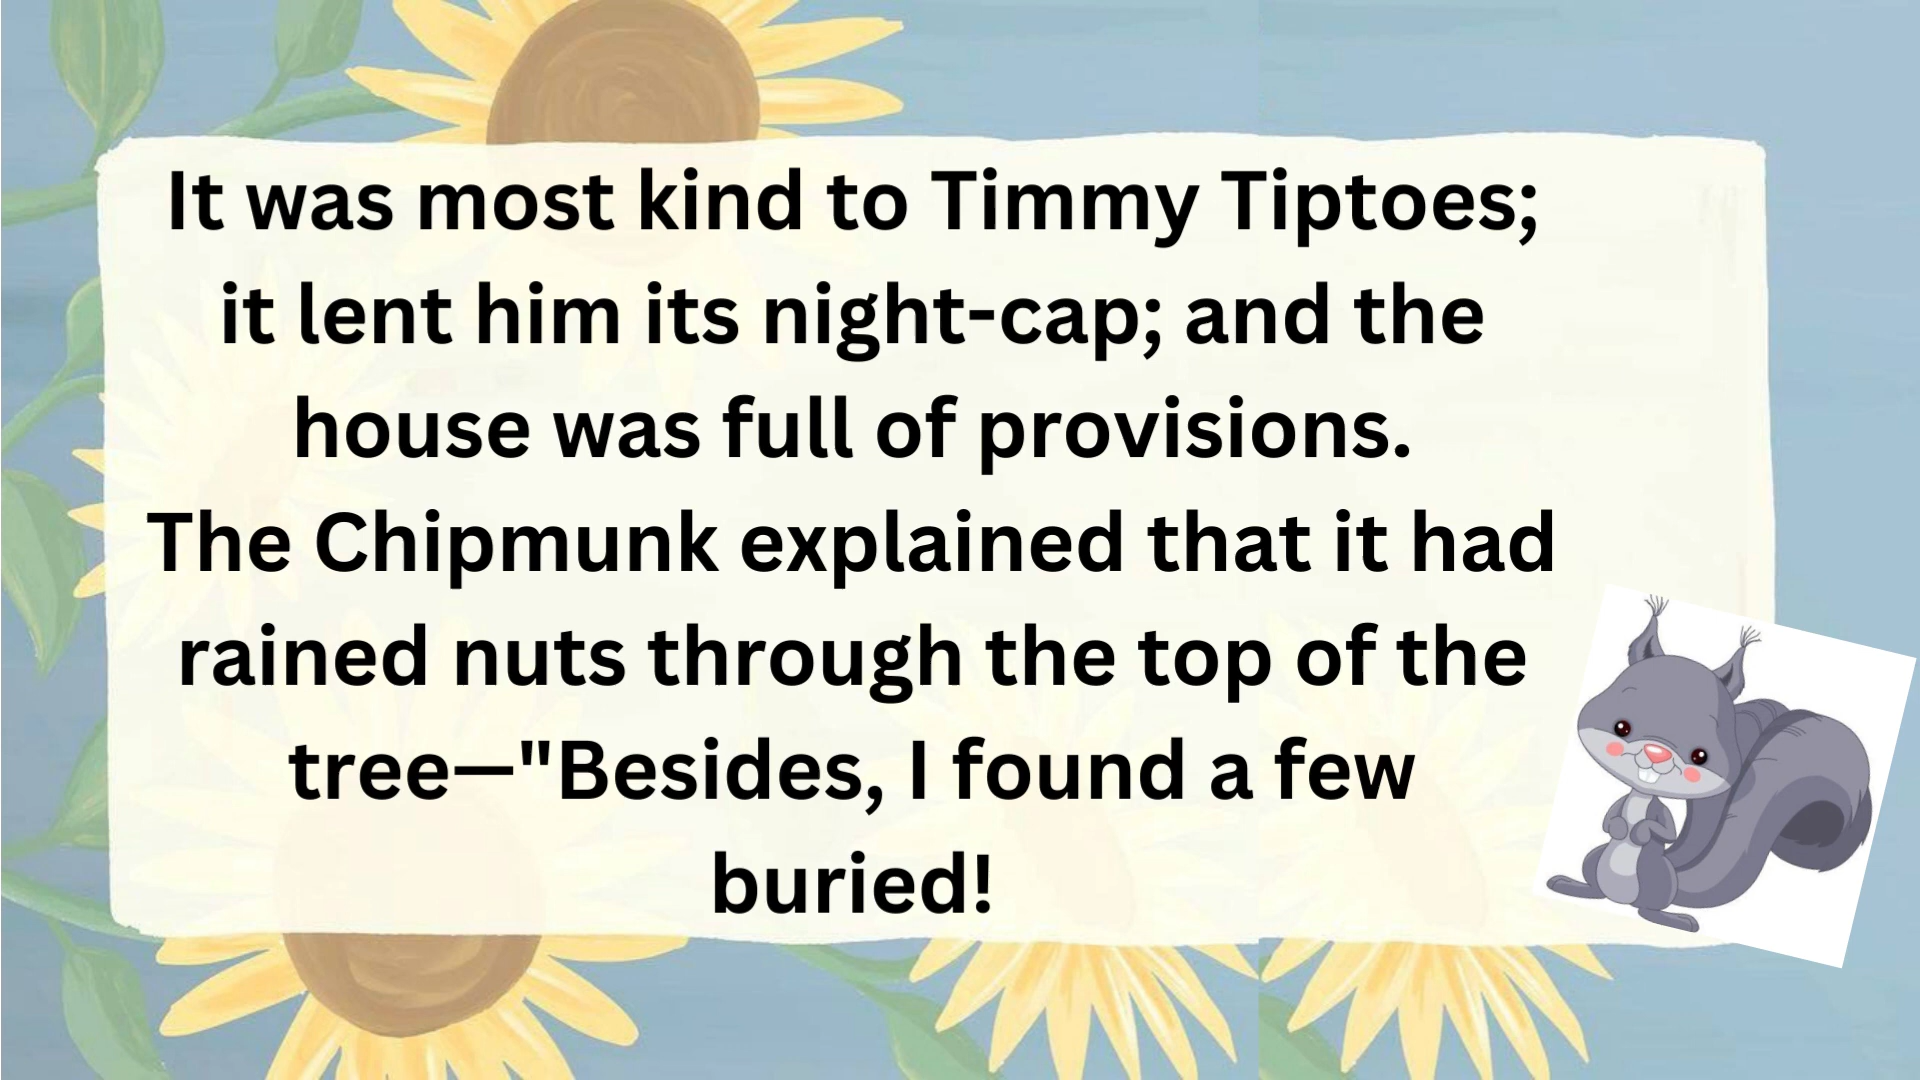 It was most kind to Timmy Tiptoes;
it lent him its night-cap; and the
house was full of provisions.
The Chipmunk explained that it had
rained nuts through the top of the
tree—"Besides, I found a few
buried!